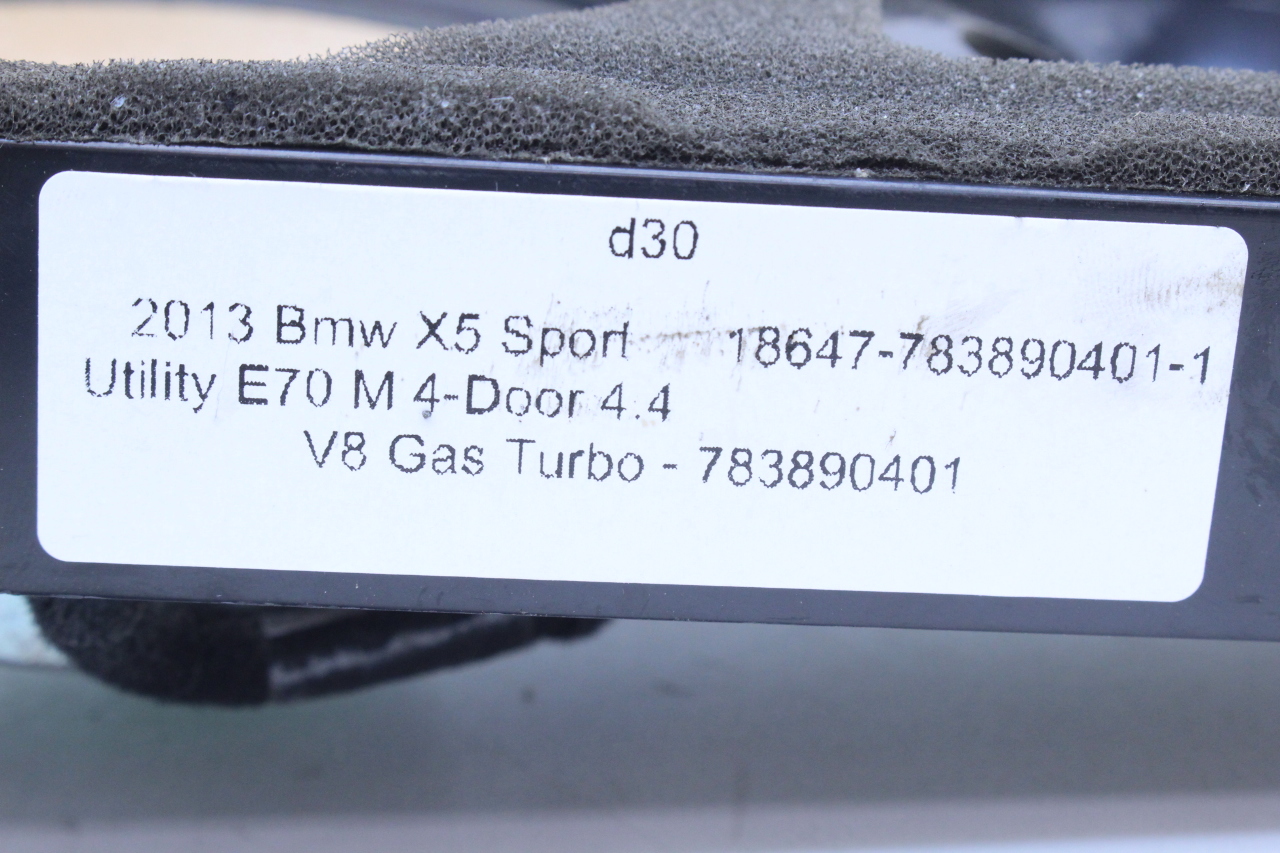 d30
2013 Bmw X5 Sport 18647-783890401-1
Utility E70 M 4-Door 4.4
V8 Gas Turbo - 783890401